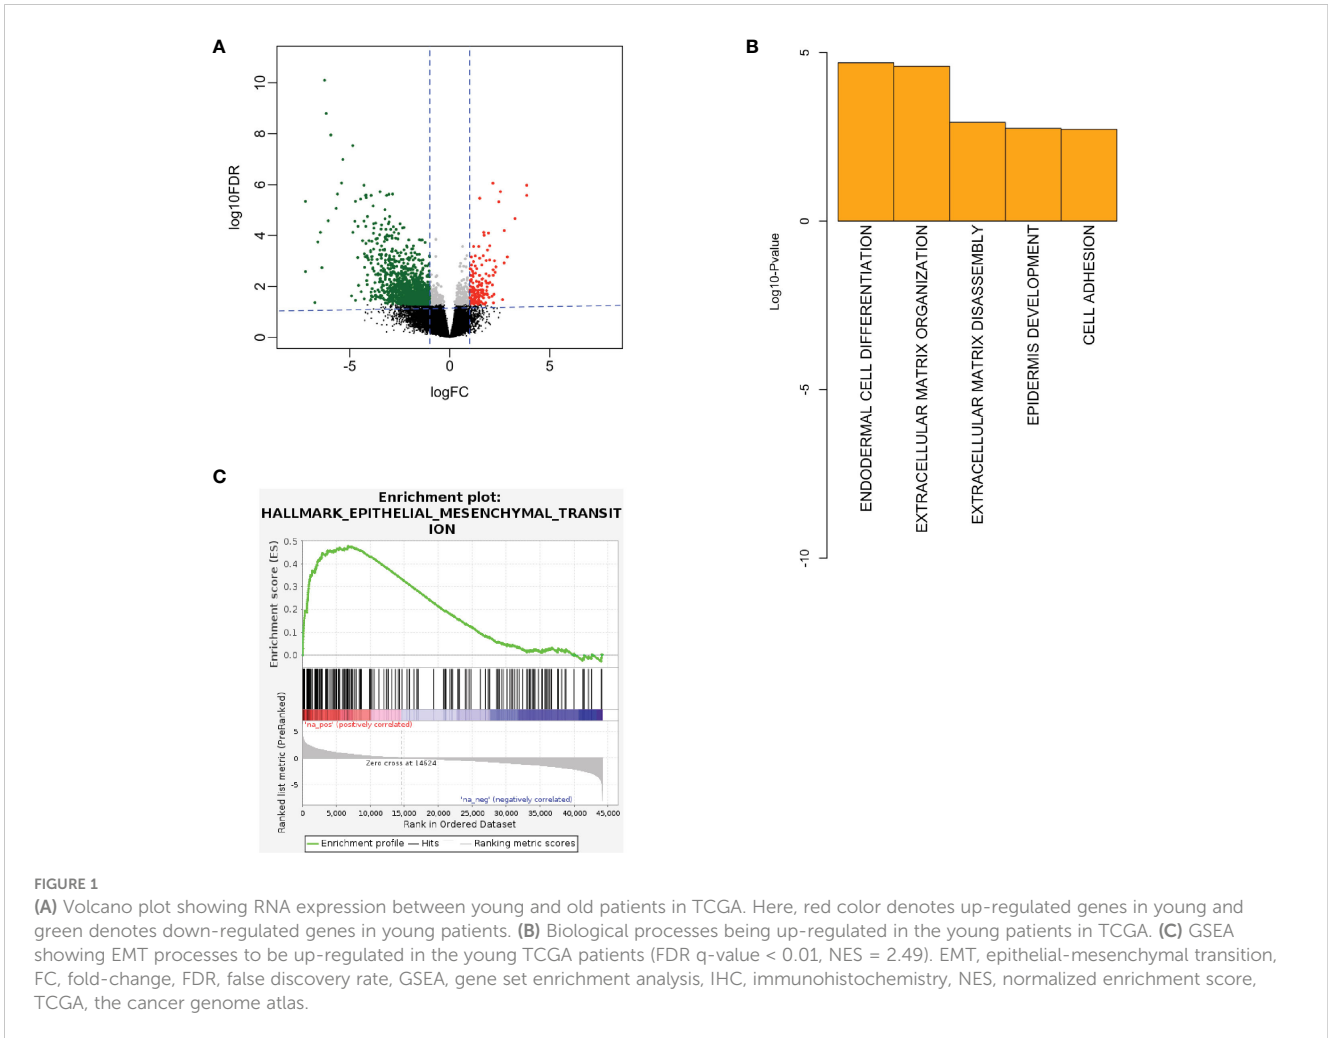 A
log10FDR
10
8
6
4
2
0
-5
0
5
logFC
B
Log10-Pvalue
5
0
-5
-10
ENDODERMAL CELL DIFFERENTIATION
EXTRACELLULAR MATRIX ORGANIZATION
EXTRACELLULAR MATRIX DISASSEMBLY
EPIDERMIS DEVELOPMENT
CELL ADHESION
C
Enrichment plot:
HALLMARK_EPITHELIAL_MESENCHYMAL_TRANSIT
ION
Enrichment score (ES)
0.5
0.4
0.3
0.2
0.1
0.0
'na_pos' (positively correlated)
Ranked list metric (PreRanked)
5
0
-5
Zero cross at 14624
'na_neg' (negatively correlated)
0
5,000
10,000
15,000
20,000
25,000
30,000
35,000
40,000
45,000
Rank in Ordered Dataset
Enrichment profile
Hits
Ranking metric scores
FIGURE 1
(A) Volcano plot showing RNA expression between young and old patients in TCGA. Here, red color denotes up-regulated genes in young and
green denotes down-regulated genes in young patients. (B) Biological processes being up-regulated in the young patients in TCGA. (C) GSEA
showing EMT processes to be up-regulated in the young TCGA patients (FDR q-value < 0.01, NES = 2.49). EMT, epithelial-mesenchymal transition,
FC, fold-change, FDR, false discovery rate, GSEA, gene set enrichment analysis, IHC, immunohistochemistry, NES, normalized enrichment score,
TCGA, the cancer genome atlas.